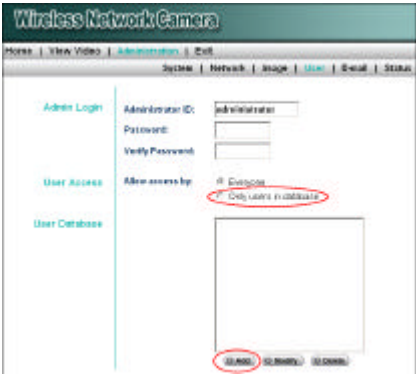 Wireless Network Camera
Home | View Video | Administration | Exit
System | Network | Image | User | E-mail | Status
Admin Login
Administrator ID: administrator
Password:
Verify Password:
User Access
Allow access by: Everyone
Only users in database
User Database
Add Modify Delete